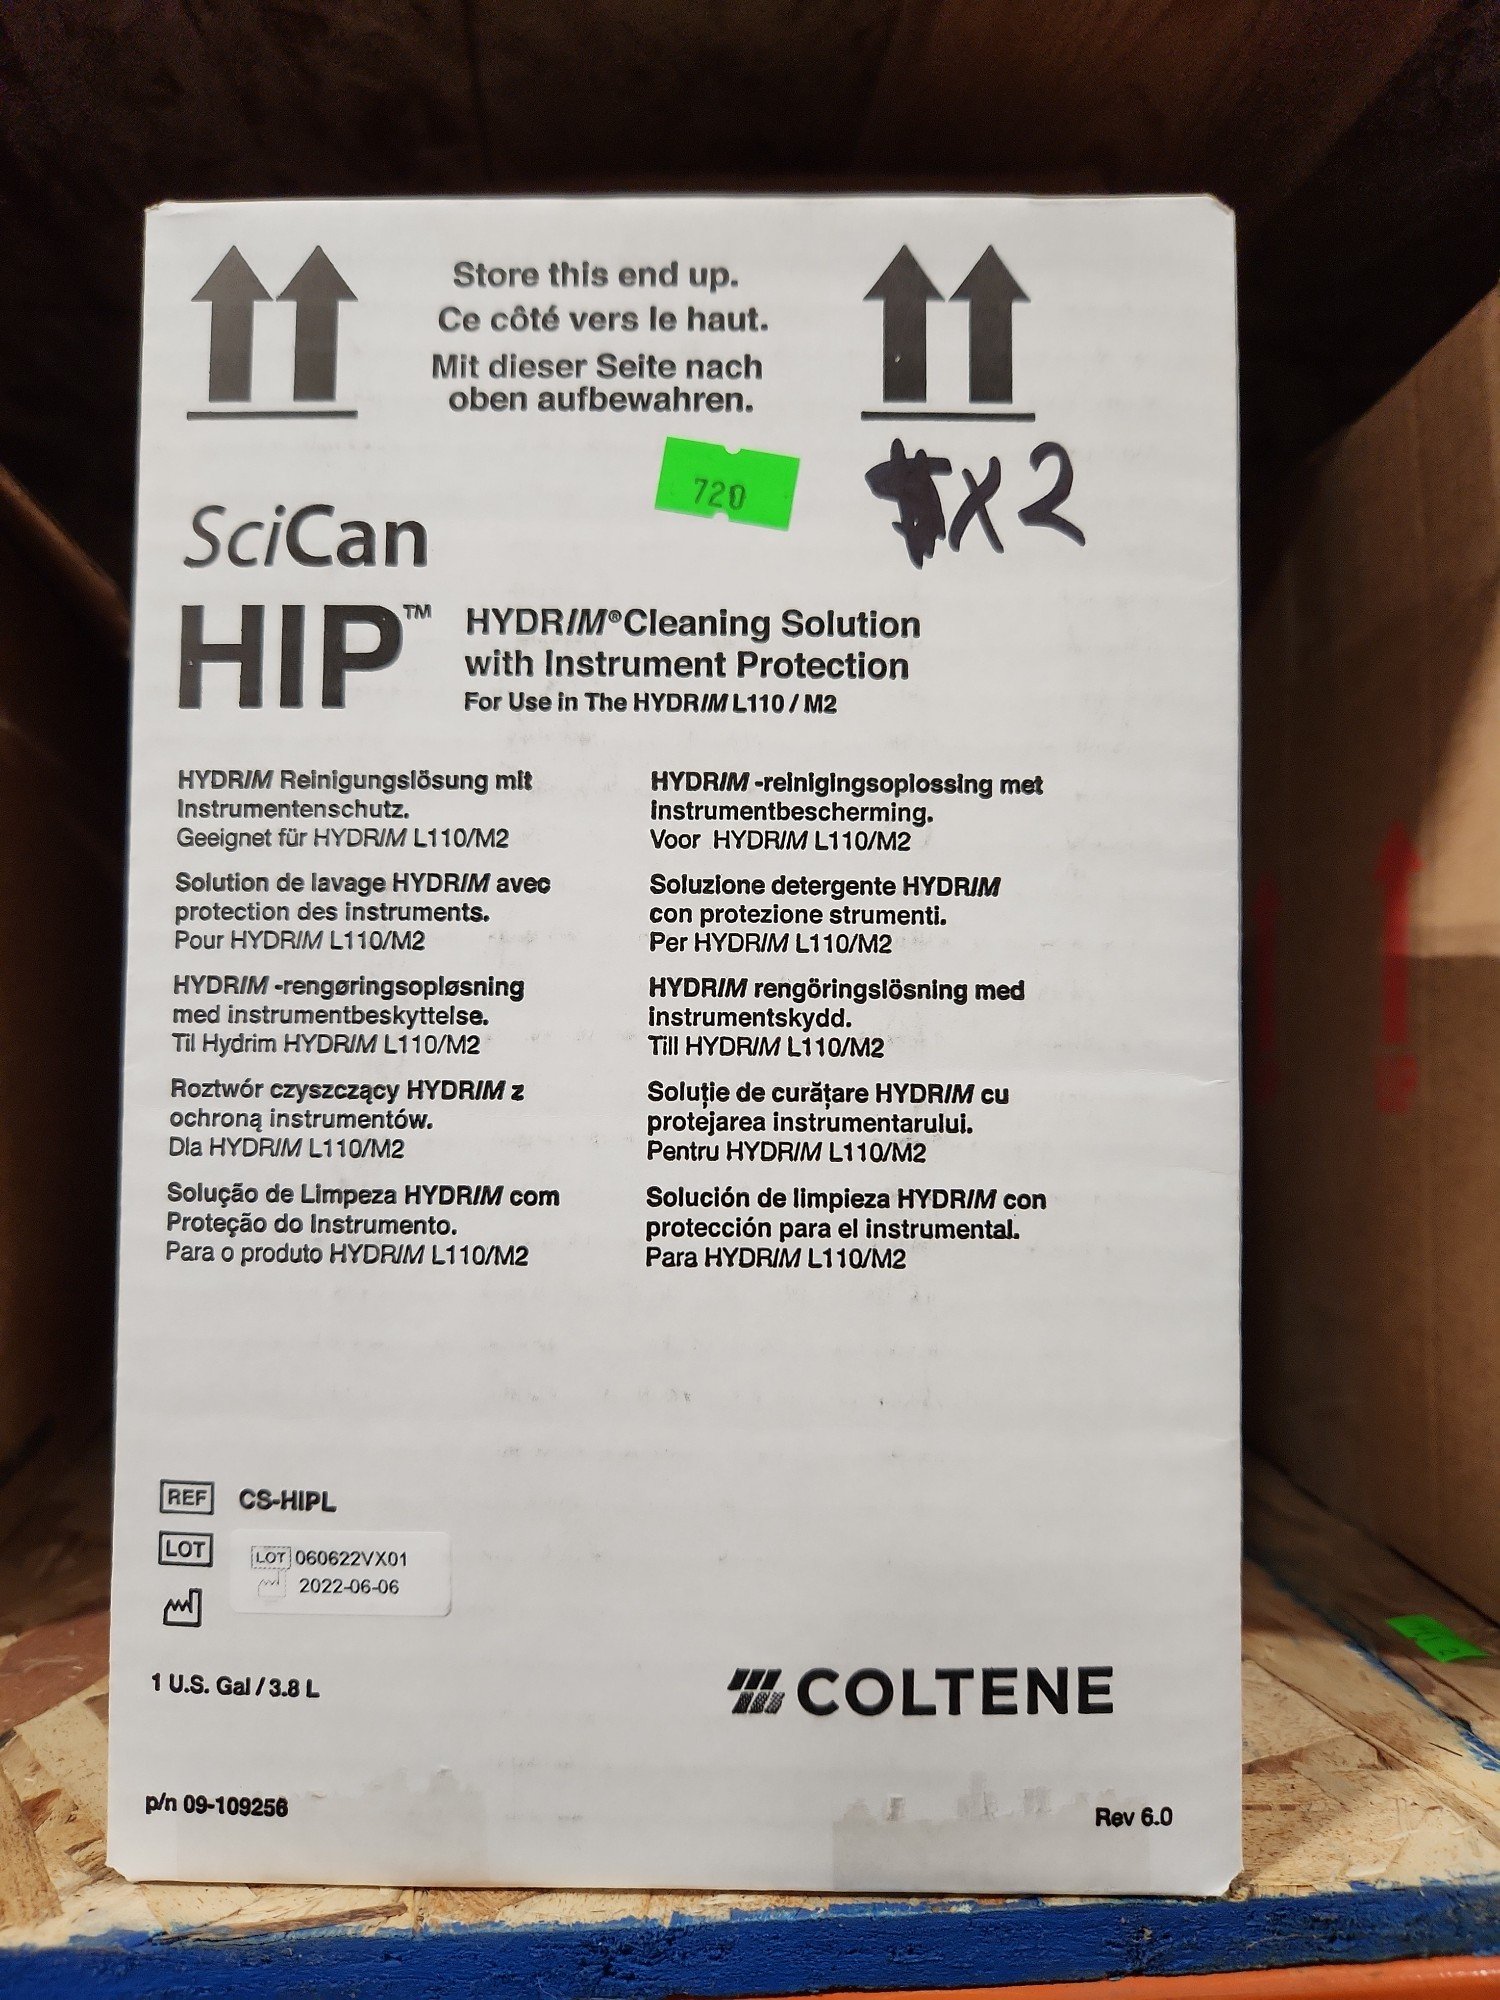 Store this end up.
Ce côté vers le haut.
Mit dieser Seite nach
oben aufbewahren.
720
X2
SciCan
HIP™
HYDRIM® Cleaning Solution
with Instrument Protection
For Use in The HYDRIM L110 / M2
HYDRIM Reinigungslösung mit
Instrumentenschutz.
Geeignet für HYDRIM L110/M2
Solution de lavage HYDRIM avec
protection des instruments.
Pour HYDRIM L110/M2
HYDRIM -rengøringsopløsning
med instrumentbeskyttelse.
Til Hydrim HYDRIM L110/M2
Roztwór czyszczący HYDRIM z
ochroną instrumentów.
Dla HYDRIM L110/M2
Solução de Limpeza HYDRIM com
Proteção do Instrumento.
Para o produto HYDRIM L110/M2
HYDRIM -reinigingsoplossing met
instrumentbescherming.
Voor HYDRIM L110/M2
Soluzione detergente HYDRIM
con protezione strumenti.
Per HYDRIM L110/M2
HYDRIM rengöringslösning med
instrumentskydd.
Till HYDRIM L110/M2
Soluție de curățare HYDRIM cu
protejarea instrumentarului.
Pentru HYDRIM L110/M2
Solución de limpieza HYDRIM con
protección para el instrumental.
Para HYDRIM L110/M2
REF CS-HIPL
LOT
LOT 060622VX01
2022-06-06
1 U.S. Gal / 3.8 L
COLTENE
p/n 09-109256
Rev 6.0